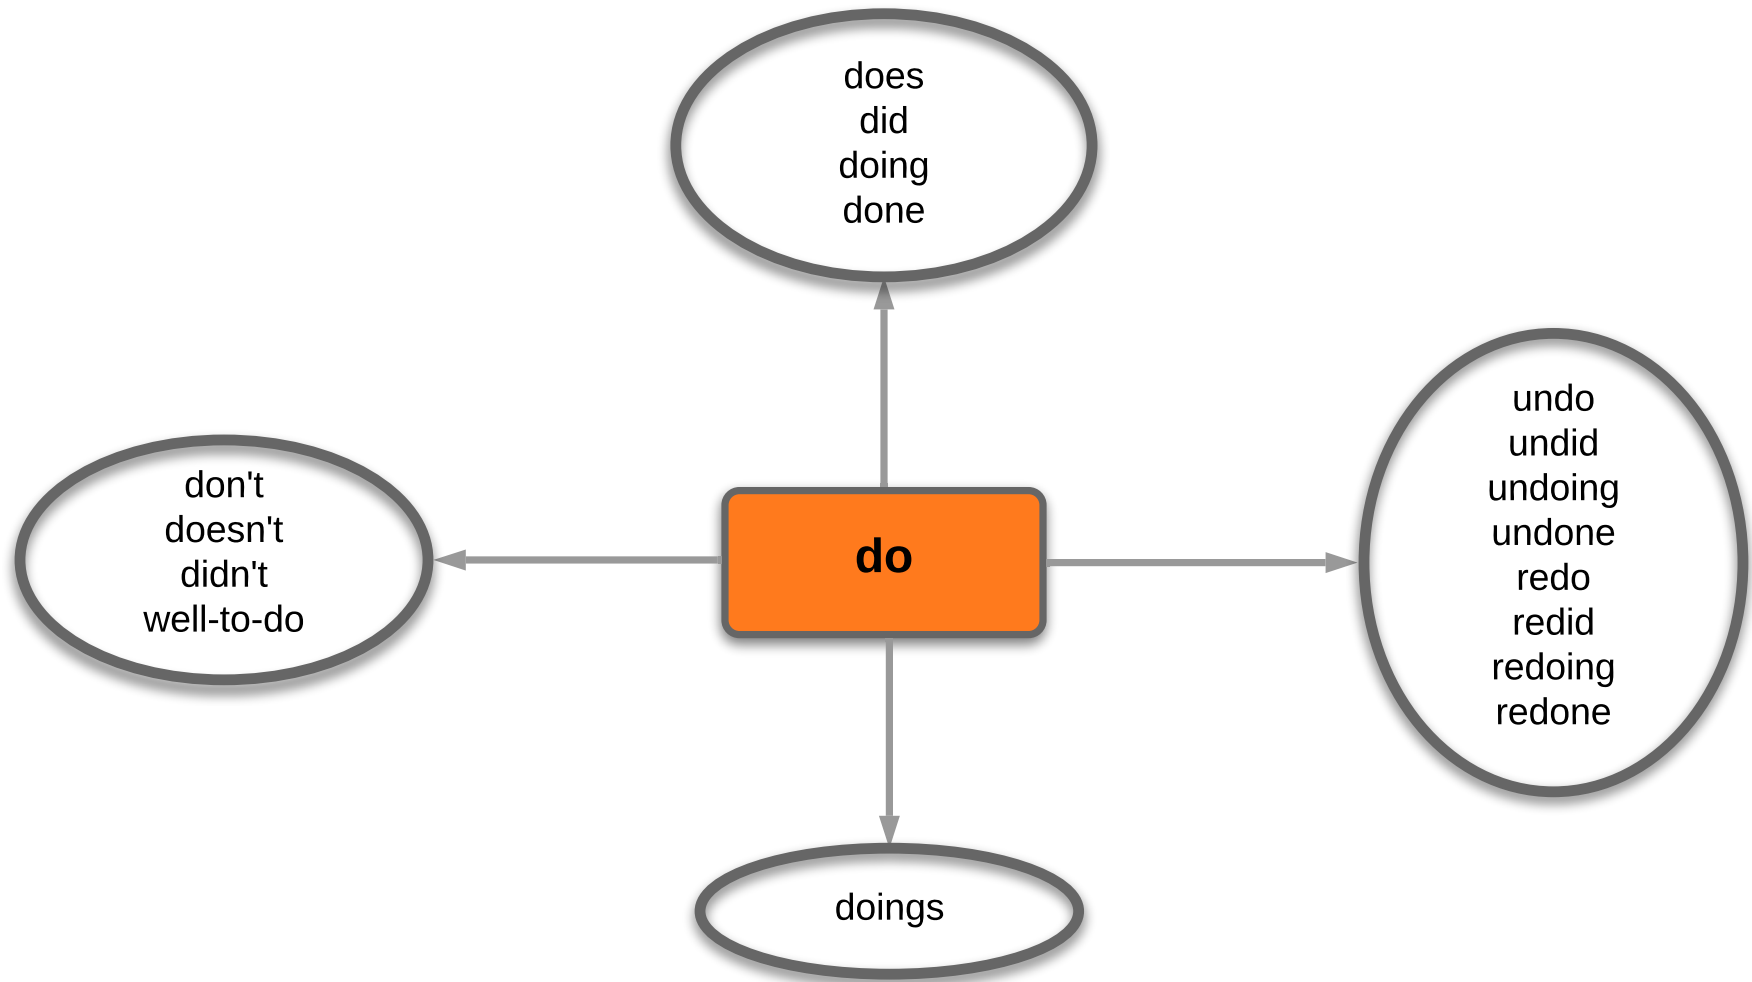 does
did
doing
done
don't
doesn't
didn't
well-to-do
do
undo
undid
undoing
undone
redo
redid
redoing
redone
doings